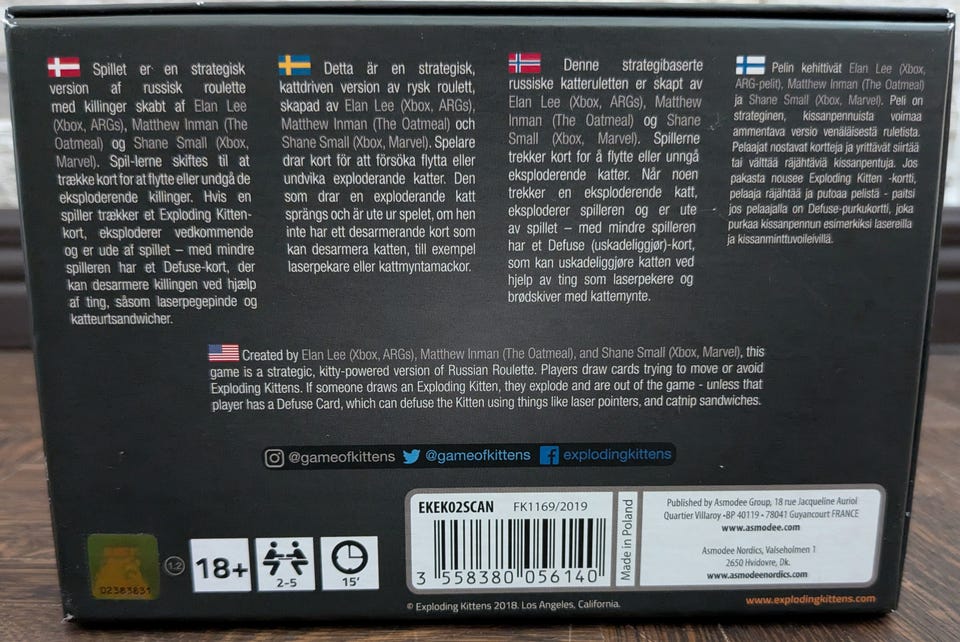 Spillet er en strategisk
version af russisk roulette
med killinger skabt af Elan Lee
(Xbox, ARGs), Matthew Inman (The
Oatmeal) og Shane Small (Xbox,
Marvel). Spil-lerne skiftes til at
trække kort for at flytte eller undgå de
eksploderende killinger. Hvis en
spiller trækker et Exploding Kitten-
kort, eksploderer vedkommende
og er ude af spillet – med mindre
spilleren har et Defuse-kort, der
kan desarmere killingen ved hjælp
af ting, såsom laserpegepinde og
katteurtsandwicher.
Detta är en strategisk,
kattdriven version av rysk roulett,
skapad av Elan Lee (Xbox, ARGs),
Matthew Inman (The Oatmeal) och
Shane Small (Xbox, Marvel). Spelare
drar kort för att försöka flytta eller
undvika exploderande katter. Den
som drar en exploderande katt
sprängs och är ute ur spelet, om hen
inte har ett desarmerande kort som
kan desarmera katten, till exempel
laserpekare eller kattmyntamackor.
Denne strategibaserte
russiske katteruletten er skapt av
Elan Lee (Xbox, ARGs), Matthew
Inman (The Oatmeal) og Shane
Small (Xbox, Marvel). Spillerne
trekker kort for å flytte eller unngå
eksploderende katter. Når noen
trekker en eksploderende katt,
eksploderer spilleren og er ute
av spillet – med mindre spilleren
har et Defuse (uskadeliggjør)-kort,
som kan uskadeliggjøre katten ved
hjelp av ting som laserpekere og
brødskiver med kattemynte.
Pelin kehittivät Elan Lee (Xbox,
ARG-pelit), Matthew Inman (The Oatmeal)
ja Shane Small (Xbox, Marvel). Peli on
strateginen, kissanpennuista voimaa
ammentava versio venäläisestä ruletista.
Pelaajat nostavat kortteja ja yrittävät siirtää
tai välttää räjähtäviä kissanpentuja. Jos
pakasta nousee Exploding Kitten -kortti,
pelaaja räjähtää ja putoaa pelistä - paitsi
jos pelaajalla on Defuse-purkukortti, joka
purkaa kissanpennun esimerkiksi lasereilla
ja kissanminttuvoileivillä.
Created by Elan Lee (Xbox, ARGs), Matthew Inman (The Oatmeal), and Shane Small (Xbox, Marvel), this
game is a strategic, kitty-powered version of Russian Roulette. Players draw cards trying to move or avoid
Exploding Kittens. If someone draws an Exploding Kitten, they explode and are out of the game - unless that
player has a Defuse Card, which can defuse the Kitten using things like laser pointers, and catnip sandwiches.
@gameofkittens @gameofkittens explodingkittens
02383831
1.2
18+
2-5
15'
EKEK02SCAN FK1169/2019
3 558380 056140
Made in Poland
Published by Asmodee Group, 18 rue Jacqueline Auriol
Quartier Villaroy •BP 40119 • 78041 Guyancourt FRANCE
www.asmodee.com
Asmodee Nordics, Valseholmen 1
2650 Hvidovre, Dk.
www.asmodeenordics.com
© Exploding Kittens 2018. Los Angeles, California.
www.explodingkittens.com